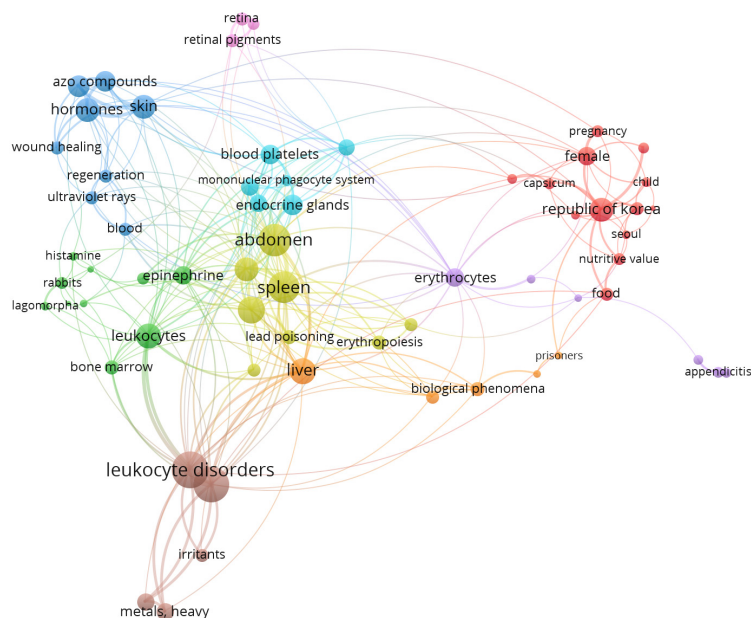 retina
retinal pigments
azo compounds
hormones
skin
wound healing
regeneration
ultraviolet rays
blood
blood platelets
mononuclear phagocyte system
endocrine glands
pregnancy
female
capsicum
child
republic of korea
seoul
nutritive value
food
abdomen
histamine
epinephrine
rabbits
lagomorpha
spleen
erythrocytes
leukocytes
lead poisoning
erythropoiesis
bone marrow
liver
prisoners
biological phenomena
appendicitis
leukocyte disorders
irritants
metals, heavy